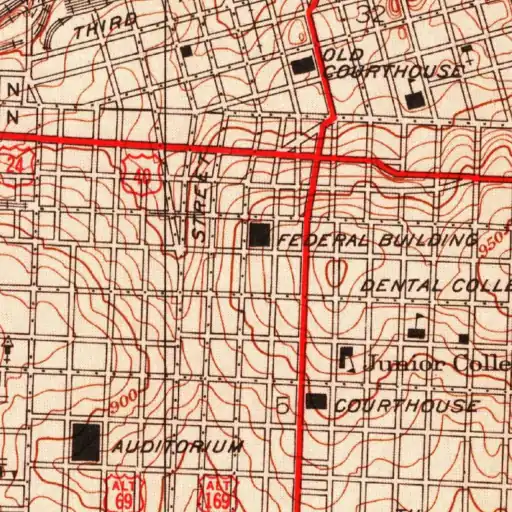 THIRD
32
OLD
COURTHOUSE
N
N
24
40
STREET
FEDERAL BUILDING
950
DENTAL COLLE
Junior Colle
900
5
COURTHOUSE
AUDITORIUM
ALT
69
ALT
169